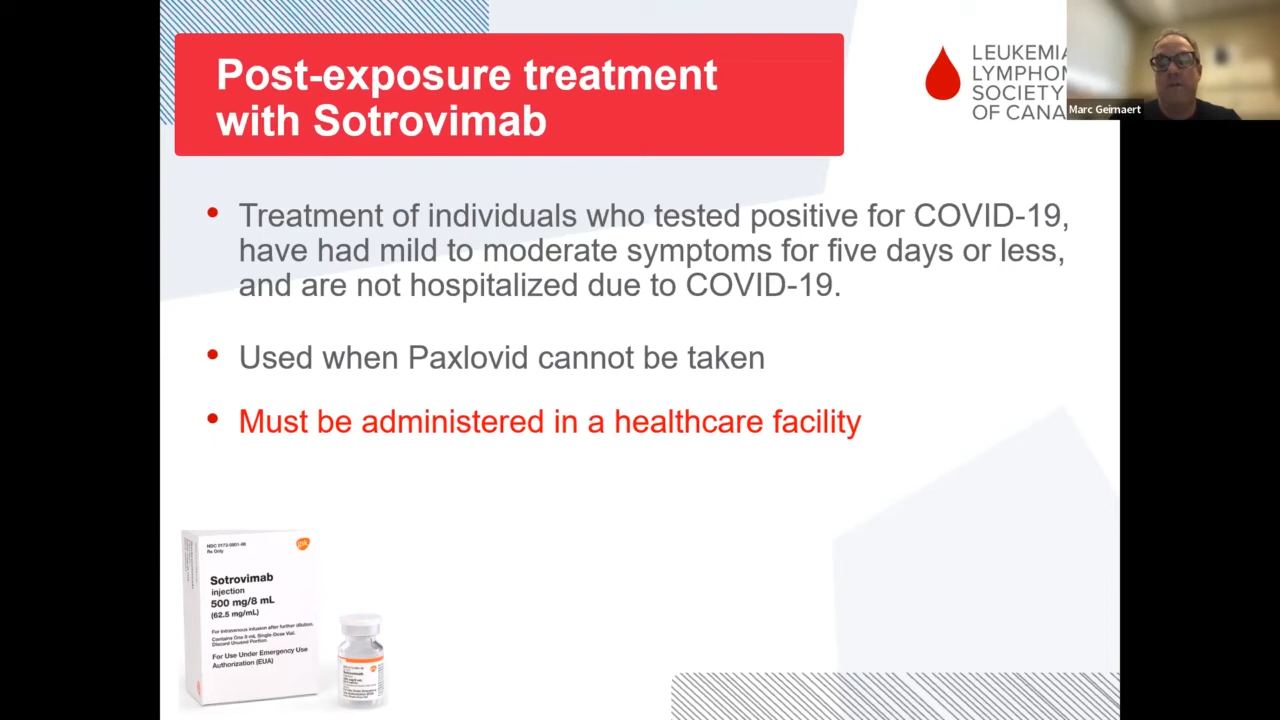 Post-exposure treatment
with Sotrovimab
LEUKEMIA
LYMPHOM
SOCIETY
OF CANA
Marc Geirnaert
• Treatment of individuals who tested positive for COVID-19,
have had mild to moderate symptoms for five days or less,
and are not hospitalized due to COVID-19.
• Used when Paxlovid cannot be taken
• Must be administered in a healthcare facility
Rx Only
gsk
Sotrovimab
injection
500 mg/8 mL
(62.5 mg/mL)
For intravenous infusion after further dilution.
Contains One 8 mL Single-Dose Vial.
Discard Unused Portion.
For Use Under Emergency Use
Authorization (EUA)
Sotrovimab